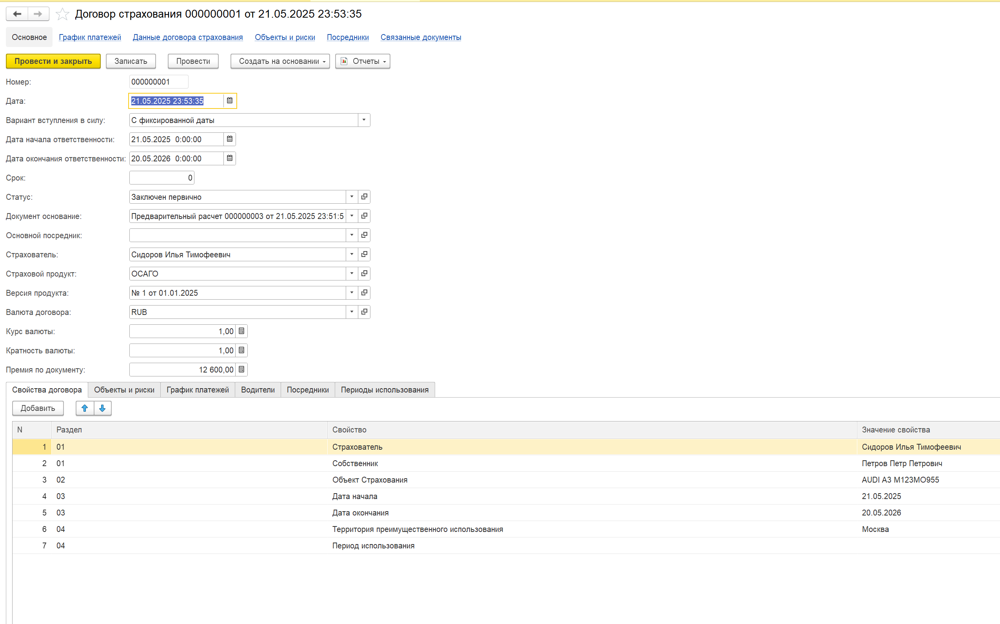 Договор страхования 000000001 от 21.05.2025 23:53:35
Основное График платежей Данные договора страхования Объекты и риски Посредники Связанные документы
Провести и закрыть Записать Провести Создать на основании Отчеты
Номер: 000000001
Дата: 21.05.2025 23:53:35
Вариант вступления в силу: С фиксированной даты
Дата начала ответственности: 21.05.2025 0:00:00
Дата окончания ответственности: 20.05.2026 0:00:00
Срок: 0
Статус: Заключен первично
Документ основание: Предварительный расчет 000000003 от 21.05.2025 23:51:5
Основной посредник:
Страхователь: Сидоров Илья Тимофеевич
Страховой продукт: ОСАГО
Версия продукта: № 1 от 01.01.2025
Валюта договора: RUB
Курс валюты: 1,00
Кратность валюты: 1,00
Премия по документу: 12 600,00
Свойства договора Объекты и риски График платежей Водители Посредники Периоды использования
Добавить
N Раздел Свойство Значение свойства
1 01 Страхователь Сидоров Илья Тимофеевич
2 01 Собственник Петров Петр Петрович
3 02 Объект Страхования AUDI A3 М123МО955
4 03 Дата начала 21.05.2025
5 03 Дата окончания 20.05.2026
6 04 Территория преимущественного использования Москва
7 04 Период использования